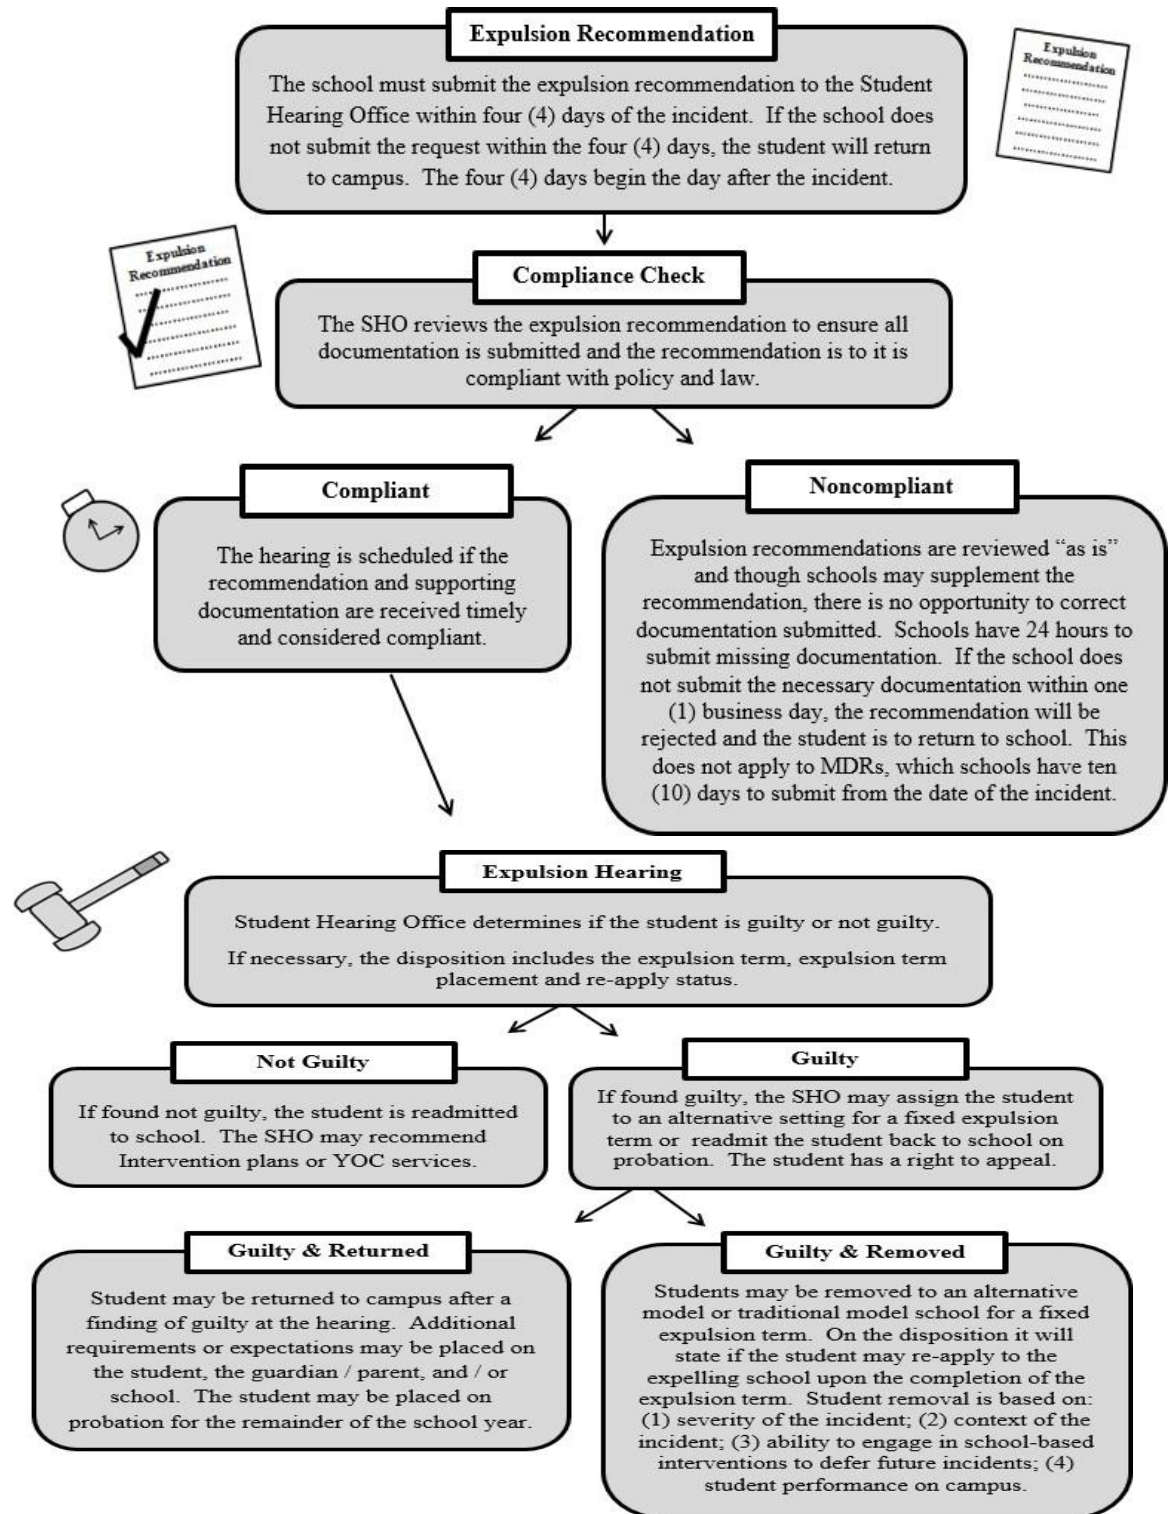 Expulsion Recommendation
The school must submit the expulsion recommendation to the Student
Hearing Office within four (4) days of the incident.  If the school does
not submit the request within the four (4) days, the student will return
to campus.  The four (4) days begin the day after the incident.
Expulsion
Recommendation
Expulsion
Recommendation
Compliance Check
The SHO reviews the expulsion recommendation to ensure all
documentation is submitted and the recommendation is to it is
compliant with policy and law.
Compliant
The hearing is scheduled if the
recommendation and supporting
documentation are received timely
and considered compliant.
Noncompliant
Expulsion recommendations are reviewed “as is”
and though schools may supplement the
recommendation, there is no opportunity to correct
documentation submitted.  Schools have 24 hours to
submit missing documentation.  If the school does
not submit the necessary documentation within one
(1) business day, the recommendation will be
rejected and the student is to return to school.  This
does not apply to MDRs, which schools have ten
(10) days to submit from the date of the incident.
Expulsion Hearing
Student Hearing Office determines if the student is guilty or not guilty.
If necessary, the disposition includes the expulsion term, expulsion term
placement and re-apply status.
Not Guilty
If found not guilty, the student is readmitted
to school.  The SHO may recommend
Intervention plans or YOC services.
Guilty
If found guilty, the SHO may assign the student
to an alternative setting for a fixed expulsion
term or  readmit the student back to school on
probation.  The student has a right to appeal.
Guilty & Returned
Student may be returned to campus after a
finding of guilty at the hearing.  Additional
requirements or expectations may be placed on
the student, the guardian / parent, and / or
school.  The student may be placed on
probation for the remainder of the school year.
Guilty & Removed
Students may be removed to an alternative
model or traditional model school for a fixed
expulsion term.  On the disposition it will
state if the student may re-apply to the
expelling school upon the completion of the
expulsion term.  Student removal is based on:
(1) severity of the incident; (2) context of the
incident; (3) ability to engage in school-based
interventions to defer future incidents; (4)
student performance on campus.